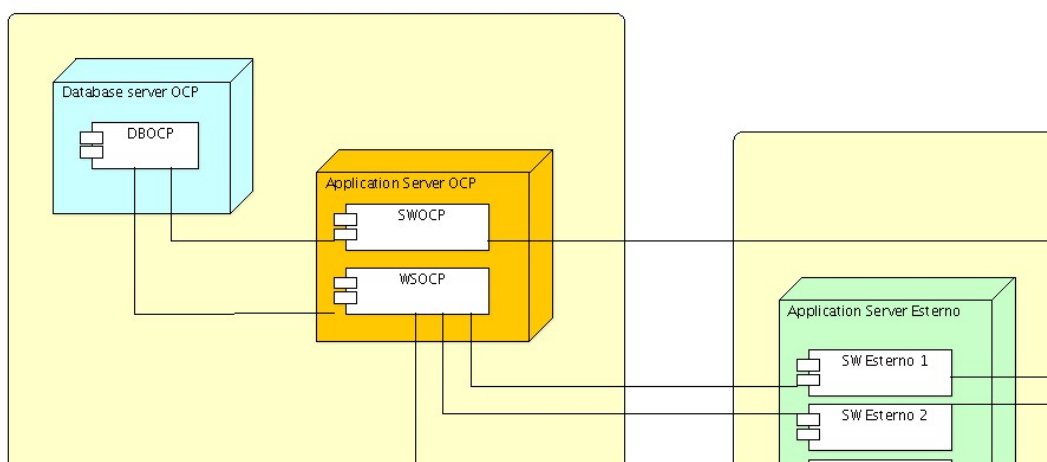 Database server OCP
DBOCP
Application Server OCP
SWOCP
WSOCP
Application Server Esterno
SW Esterno 1
SW Esterno 2